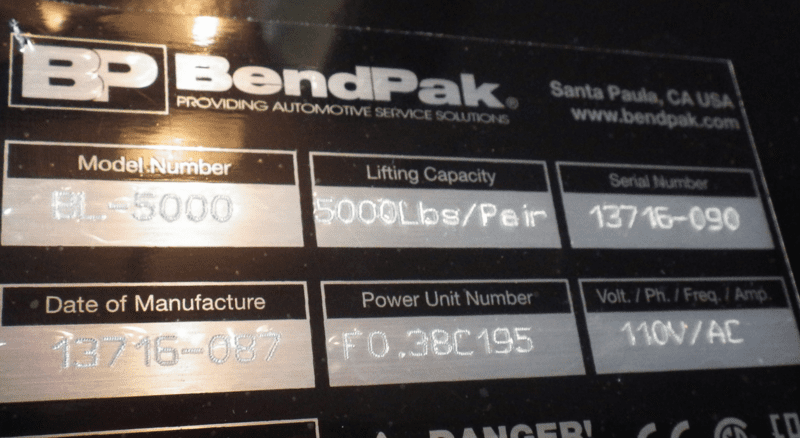 BP BendPak®
PROVIDING AUTOMOTIVE SERVICE SOLUTIONS
Santa Paula, CA USA
www.bendpak.com
Model Number
BL-5000
Lifting Capacity
5000Lbs/Pair
Serial Number
13716-090
Date of Manufacture
13716-087
Power Unit Number
F0.38C195
Volt. / Ph. / Freq. / Amp.
110V/AC
DANGER!
CE